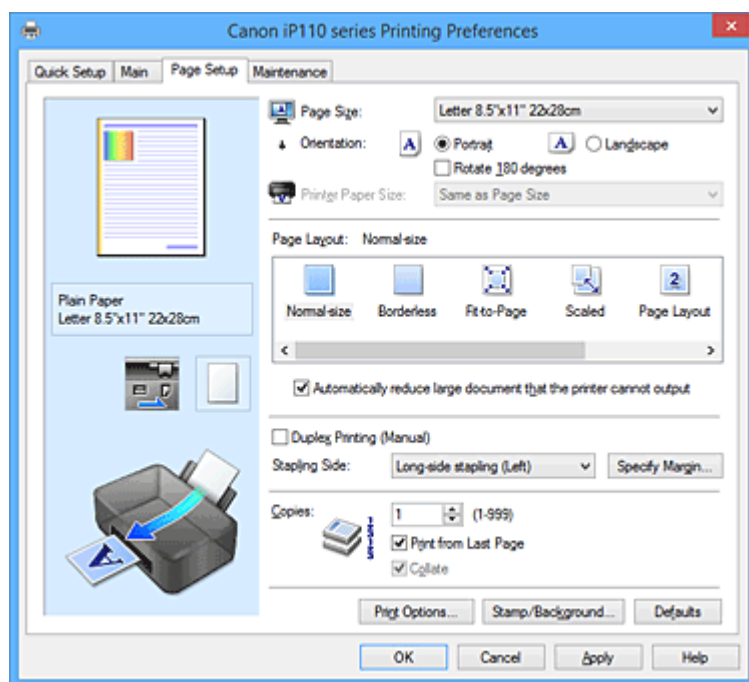 Canon iP110 series Printing Preferences
Quick Setup Main Page Setup Maintenance
Page Size: Letter 8.5"x11" 22x28cm
Orientation: A Portrait A Landscape
Rotate 180 degrees
Printer Paper Size: Same as Page Size
Page Layout: Normal-size
2
Normal-size Borderless Fit-to-Page Scaled Page Layout
Plain Paper
Letter 8.5"x11" 22x28cm
Automatically reduce large document that the printer cannot output
Duplex Printing (Manual)
Stapling Side: Long-side stapling (Left) Specify Margin...
Copies: 1 (1-999)
Print from Last Page
Collate
A
Print Options... Stamp/Background... Defaults
OK Cancel Apply Help